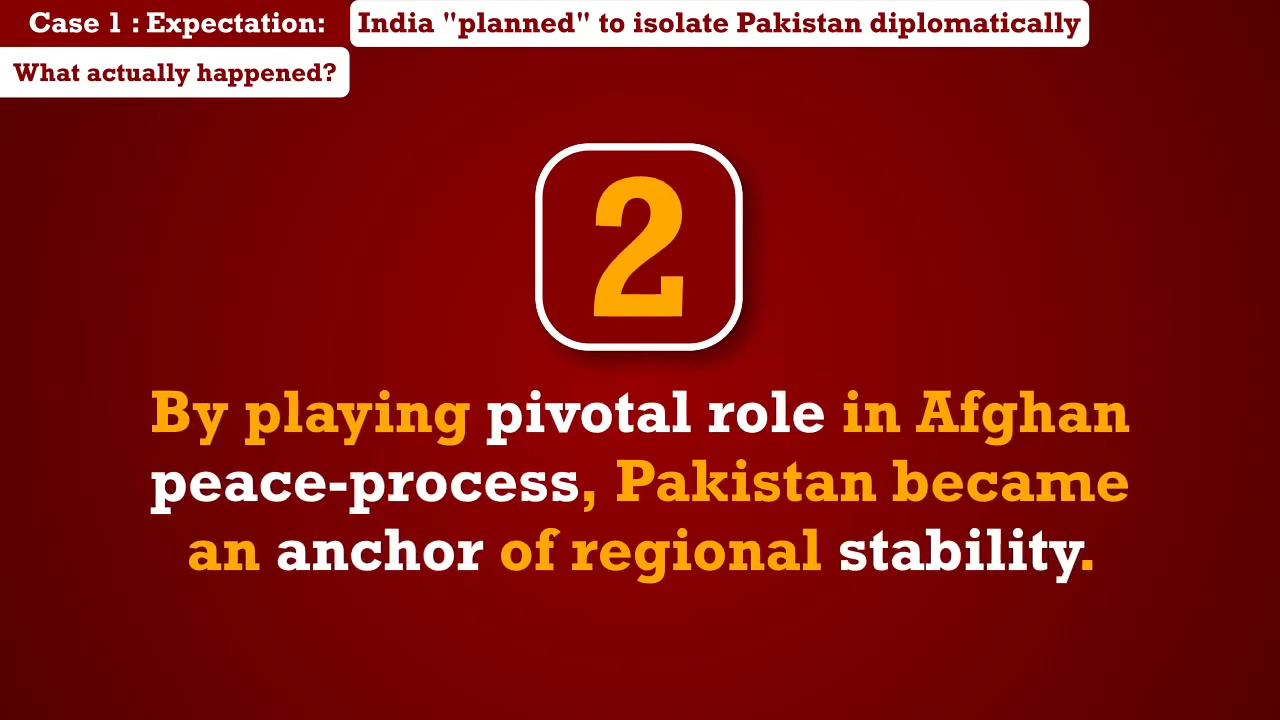 Case 1 : Expectation: India "planned" to isolate Pakistan diplomatically
What actually happened?
2
By playing pivotal role in Afghan
peace-process, Pakistan became
an anchor of regional stability.